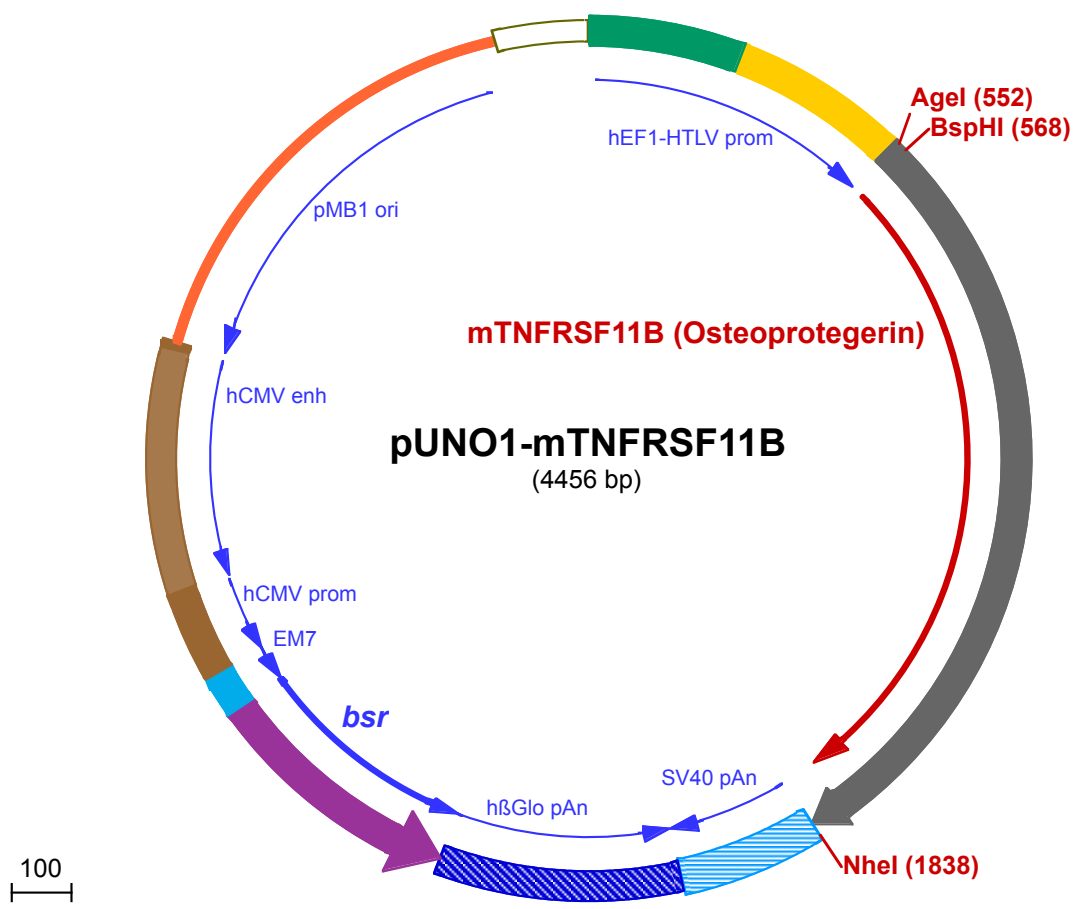 AgeI (552)
BspHI (568)
hEF1-HTLV prom
pMB1 ori
mTNFRSF11B (Osteoprotegerin)
hCMV enh
pUNO1-mTNFRSF11B
(4456 bp)
hCMV prom
EM7
bsr
SV40 pAn
hßGlo pAn
100
NheI (1838)